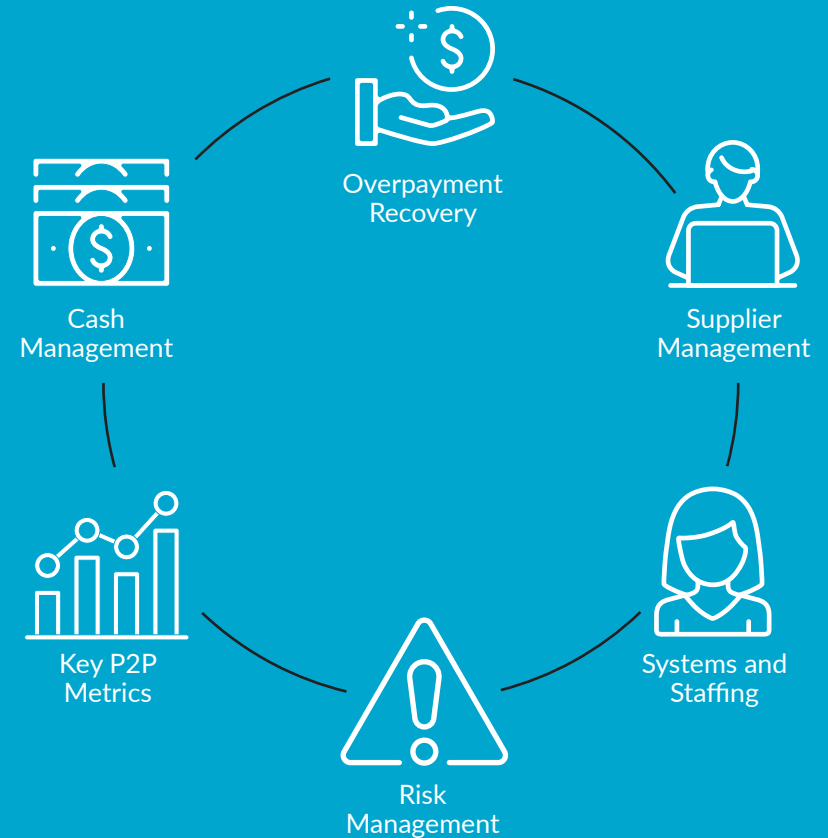 $
Overpayment
Recovery
$
Cash
Management
Supplier
Management
Key P2P
Metrics
Systems and
Staffing
!
Risk
Management